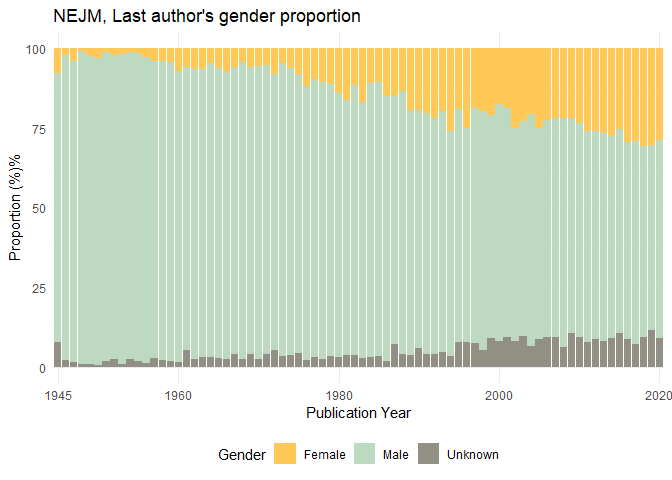 NEJM, Last author's gender proportion
100
75
50
25
0
Proportion (%)%
1945 1960 1980 2000 2020
Publication Year
Gender Female Male Unknown